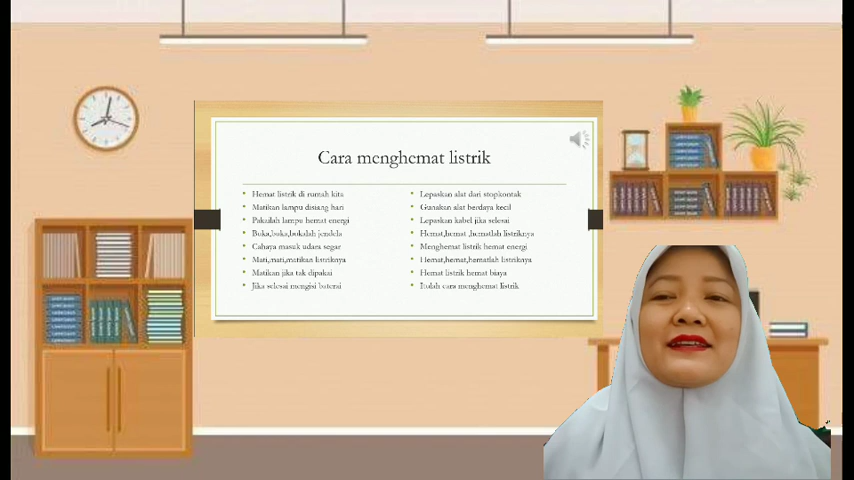 Cara menghemat listrik
Hemat listrik di rumah kita
Matikan lampu disiang hari
Pakailah lampu hemat energi
Buka,buka,bukalah jendela
Cahaya masuk udara segar
Mati,mati,matikan listriknya
Matikan jika tak dipakai
Jika selesai mengisi baterai
Lepaskan alat dari stopkontak
Gunakan alat berdaya kecil
Lepaskan kabel jika selesai
Hemat,hemat ,hematlah listriknya
Menghemat listrik hemat energi
Hemat,hemat,hematlah listriknya
Hemat listrik hemat biaya
Itulah cara menghemat listrik